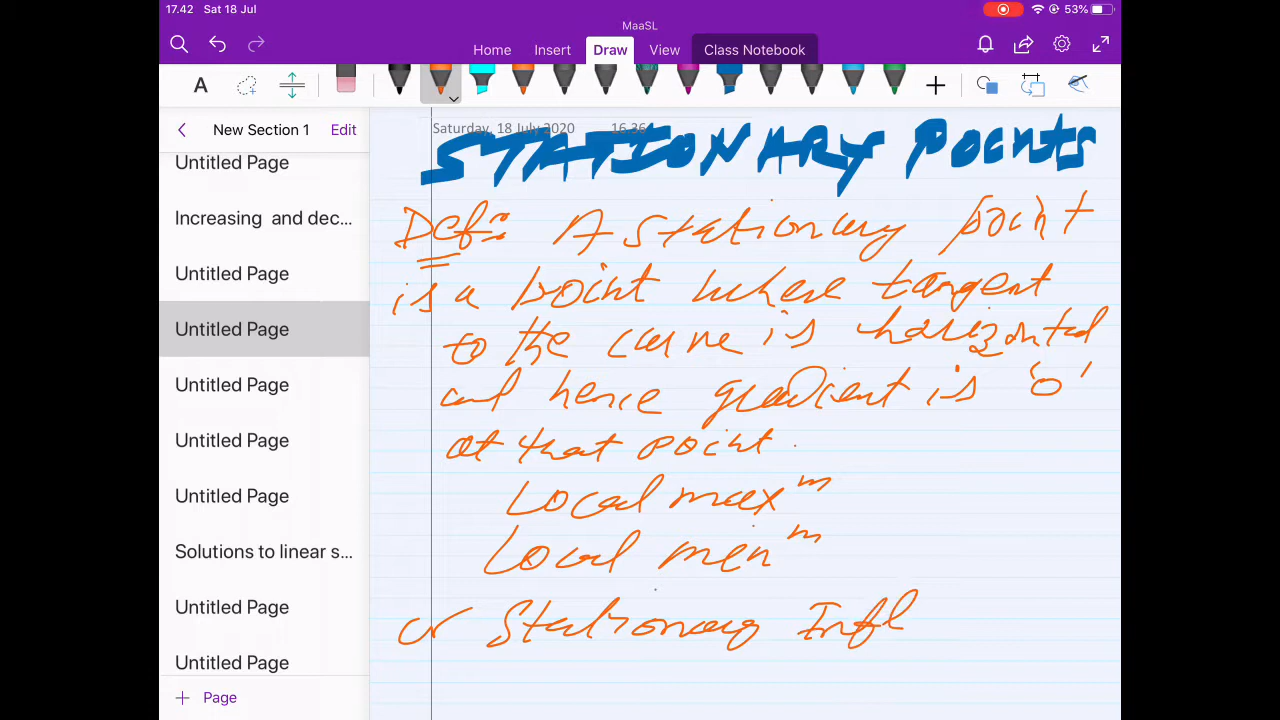 17.42 Sat 18 Jul
53%
MaaSL
Home Insert Draw View Class Notebook
A
New Section 1 Edit
Untitled Page
Increasing and dec...
Untitled Page
Untitled Page
Untitled Page
Untitled Page
Untitled Page
Solutions to linear s...
Untitled Page
Untitled Page
+ Page
Saturday, 18 July 2020 16.36
STATIONARY Points
Def:: A stationary point
is a point where tangent
to the curve is horizontal
and hence gradient is 'o'
at that point.
Local max^m
Local min^m
or Stationary Infl